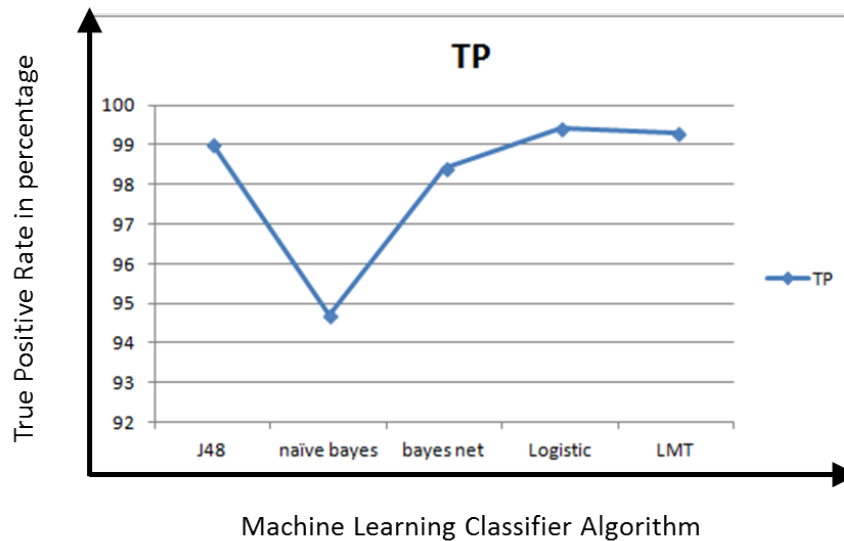 TP
True Positive Rate in percentage
100
99
98
97
96
95
94
93
92
J48 naïve bayes bayes net Logistic LMT
TP
Machine Learning Classifier Algorithm